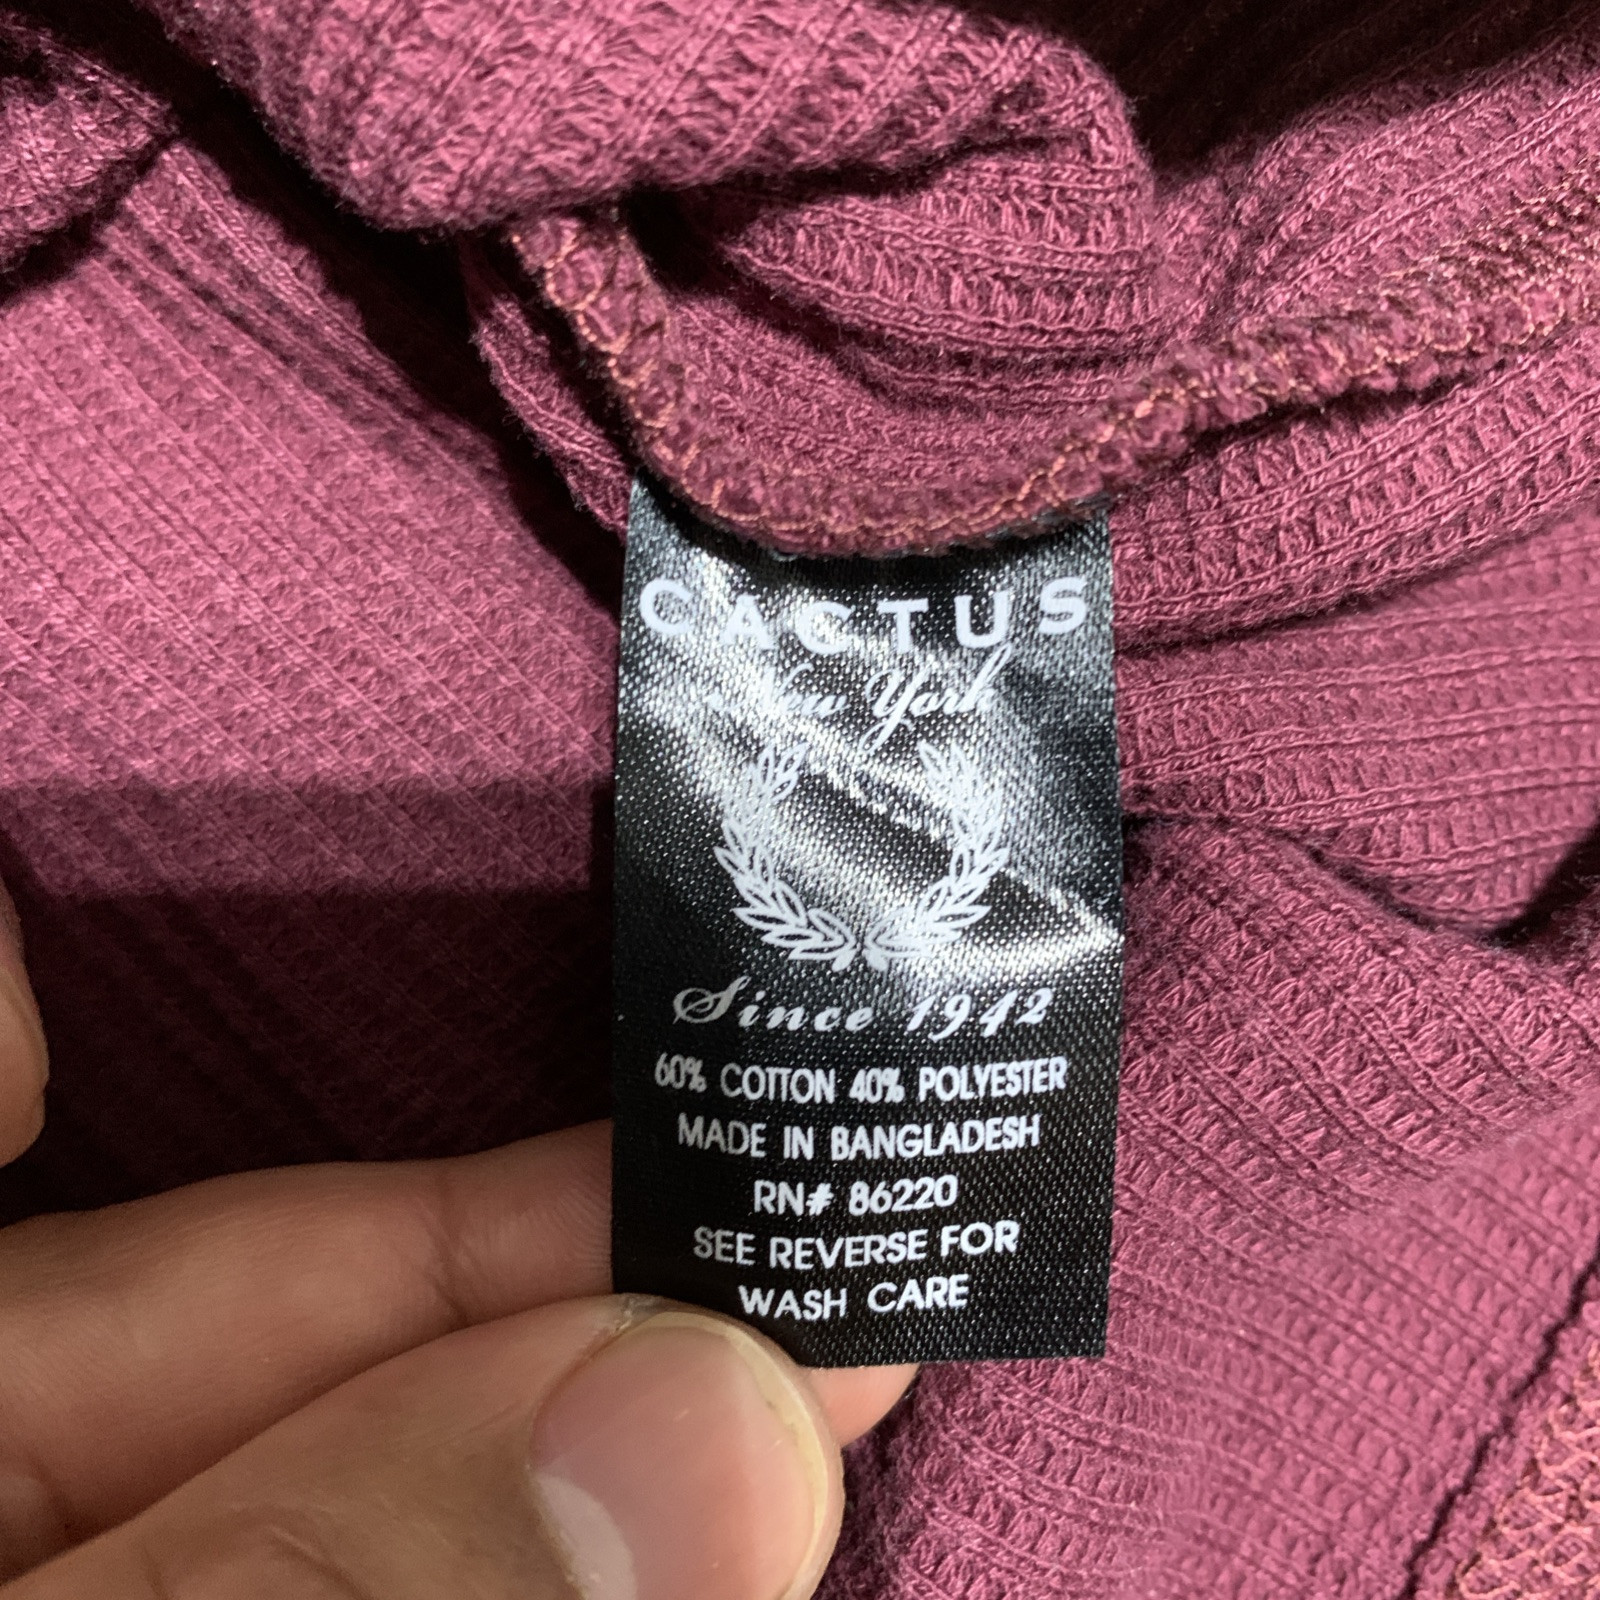 CACTUS
New York
Since 1942
60% COTTON 40% POLYESTER
MADE IN BANGLADESH
RN# 86220
SEE REVERSE FOR
WASH CARE